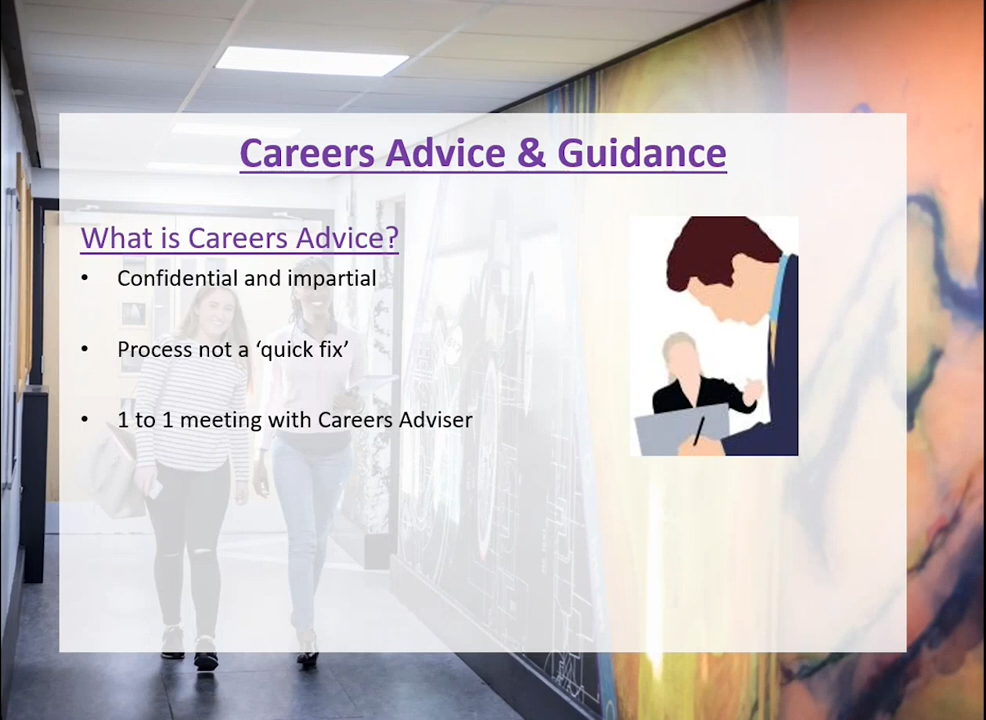 Careers Advice & Guidance
What is Careers Advice?
• Confidential and impartial
• Process not a ‘quick fix’
• 1 to 1 meeting with Careers Adviser